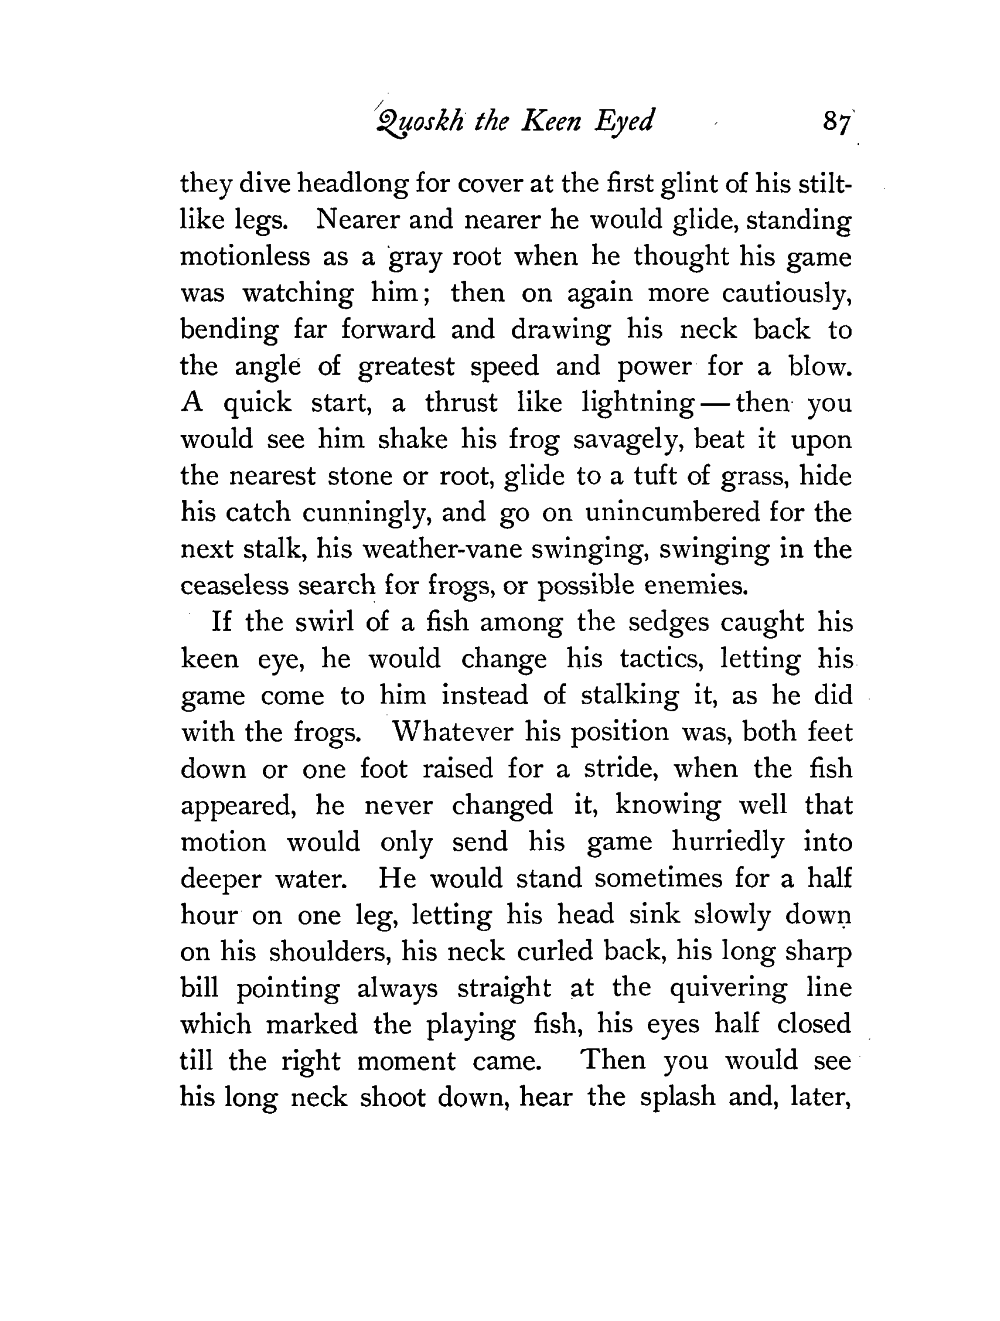 Quoskh the Keen Eyed 87
they dive headlong for cover at the first glint of his stilt-
like legs. Nearer and nearer he would glide, standing
motionless as a gray root when he thought his game
was watching him; then on again more cautiously,
bending far forward and drawing his neck back to
the angle of greatest speed and power for a blow.
A quick start, a thrust like lightning — then you
would see him shake his frog savagely, beat it upon
the nearest stone or root, glide to a tuft of grass, hide
his catch cunningly, and go on unincumbered for the
next stalk, his weather-vane swinging, swinging in the
ceaseless search for frogs, or possible enemies.
If the swirl of a fish among the sedges caught his
keen eye, he would change his tactics, letting his
game come to him instead of stalking it, as he did
with the frogs. Whatever his position was, both feet
down or one foot raised for a stride, when the fish
appeared, he never changed it, knowing well that
motion would only send his game hurriedly into
deeper water. He would stand sometimes for a half
hour on one leg, letting his head sink slowly down
on his shoulders, his neck curled back, his long sharp
bill pointing always straight at the quivering line
which marked the playing fish, his eyes half closed
till the right moment came. Then you would see
his long neck shoot down, hear the splash and, later,